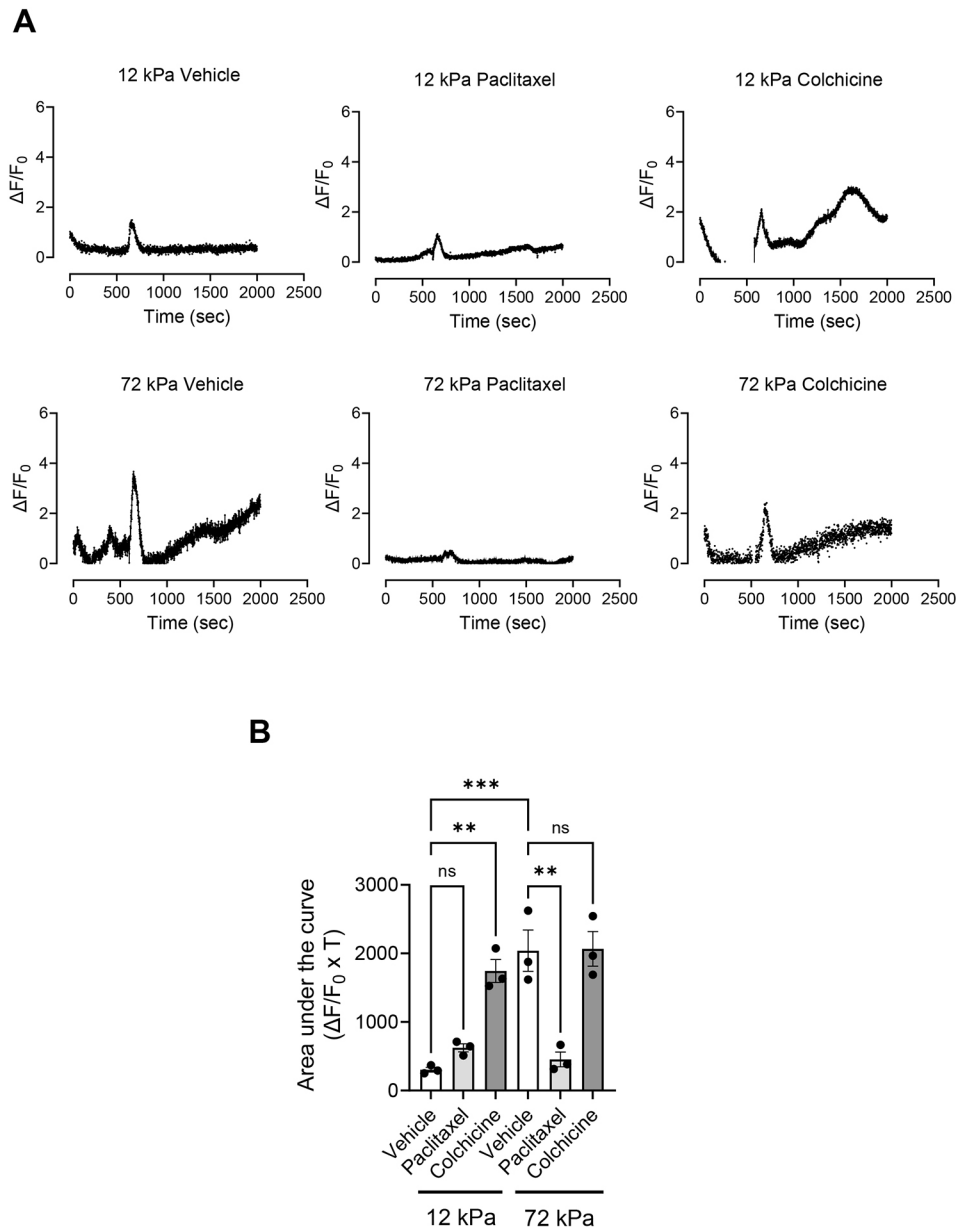 A
12 kPa Vehicle
12 kPa Paclitaxel
12 kPa Colchicine
ΔF/F0
6
4
2
0
0 500 1000 1500 2000 2500
Time (sec)
ΔF/F0
6
4
2
0
0 500 1000 1500 2000 2500
Time (sec)
ΔF/F0
6
4
2
0
0 500 1000 1500 2000 2500
Time (sec)
72 kPa Vehicle
72 kPa Paclitaxel
72 kPa Colchicine
ΔF/F0
6
4
2
0
0 500 1000 1500 2000 2500
Time (sec)
ΔF/F0
6
4
2
0
0 500 1000 1500 2000 2500
Time (sec)
ΔF/F0
6
4
2
0
0 500 1000 1500 2000 2500
Time (sec)
B
***
** ns
ns **
Area under the curve
(ΔF/F0 x T)
3000
2000
1000
0
Vehicle
Paclitaxel
Colchicine
Vehicle
Paclitaxel
Colchicine
12 kPa 72 kPa